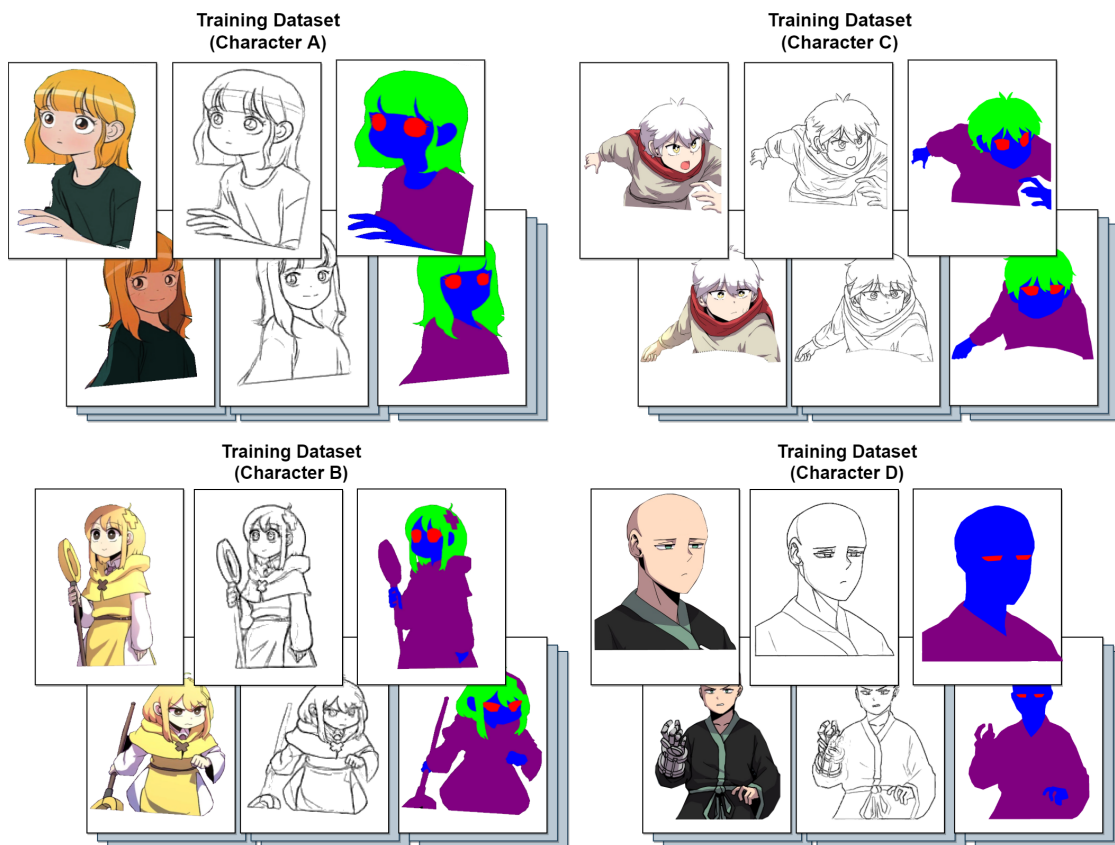 Training Dataset
(Character A)
Training Dataset
(Character C)
Training Dataset
(Character B)
Training Dataset
(Character D)